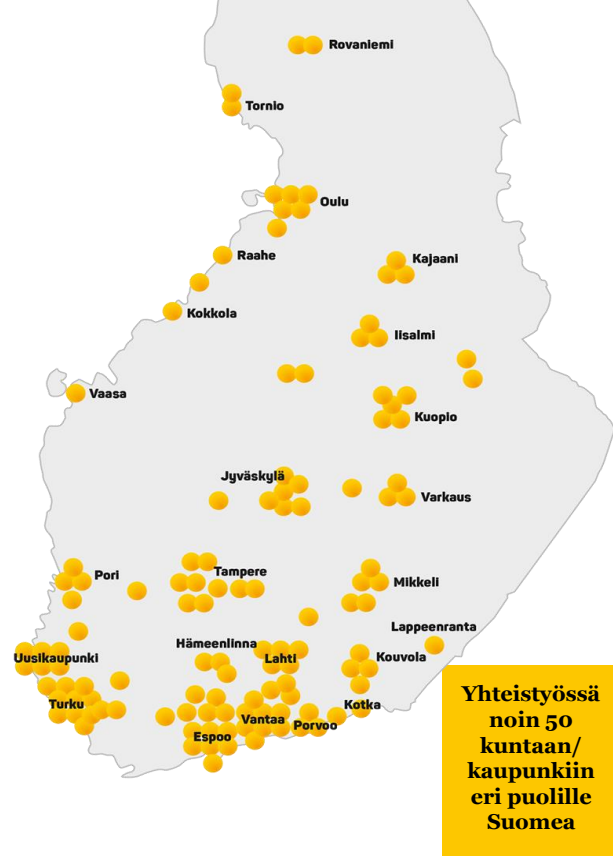 Rovaniemi
Tornio
Oulu
Raahe
Kajaani
Kokkola
Iisalmi
Vaasa
Kuopio
Jyväskylä
Varkaus
Pori
Tampere
Mikkeli
Lappeenranta
Hämeenlinna
Uusikaupunki
Lahti
Kouvola
Turku
Kotka
Vantaa
Porvoo
Espoo
Yhteistyössä
noin 50
kuntaan/
kaupunkiin
eri puolille
Suomea